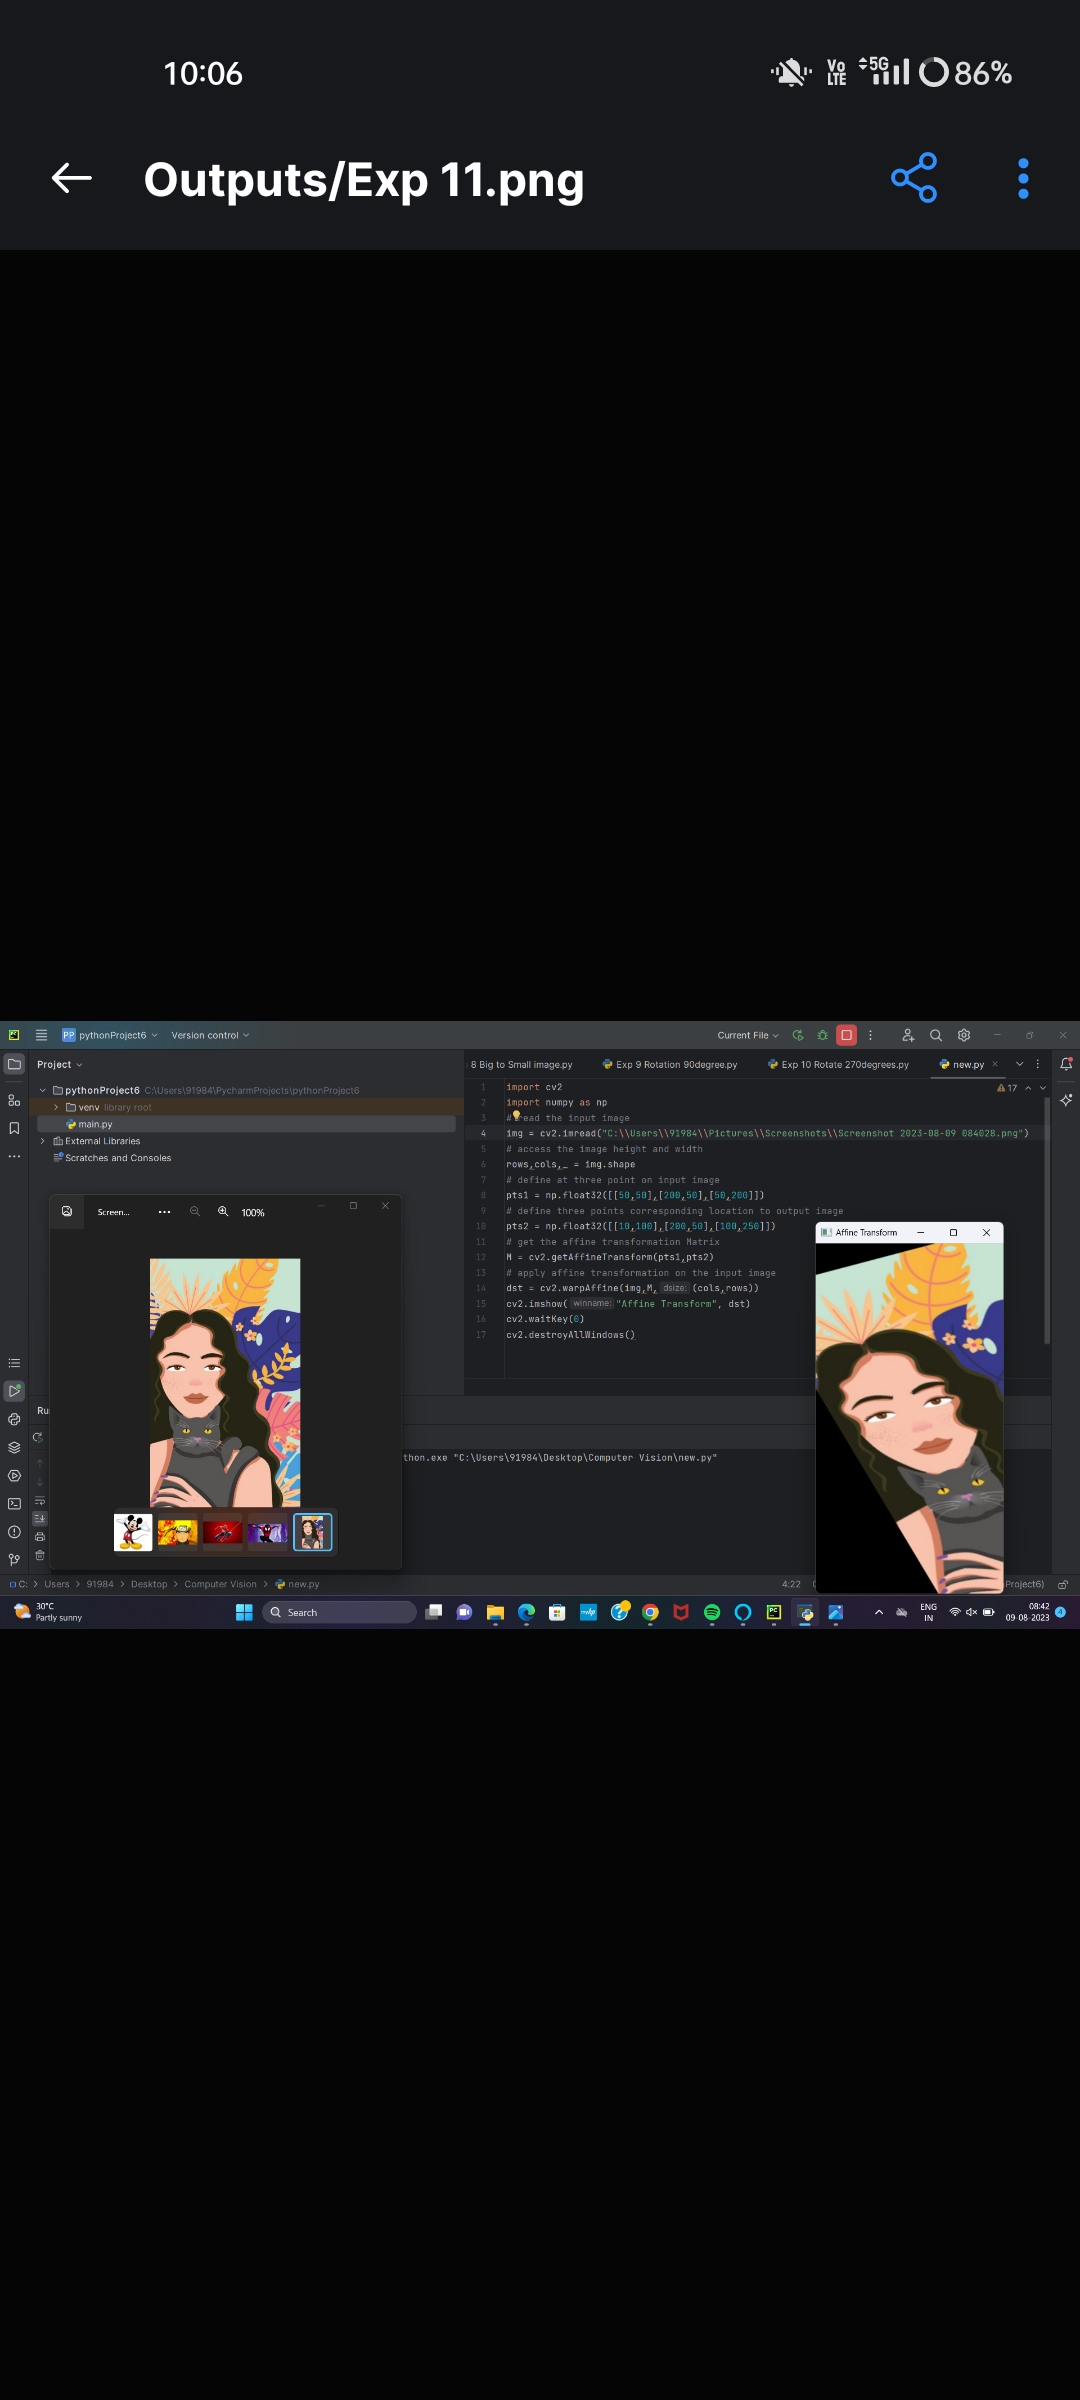 10:06
Vo LTE 5G 86%
Outputs/Exp 11.png
PC
PP pythonProject6 Version control
Current File
Project
8 Big to Small image.py Exp 9 Rotation 90degree.py Exp 10 Rotate 270degrees.py new.py
pythonProject6 C:\Users\91984\PycharmProjects\pythonProject6
venv library root
main.py
External Libraries
Scratches and Consoles
17
1 import cv2
2 import numpy as np
3 # read the input image
4 img = cv2.imread("C:\\Users\\91984\\Pictures\\Screenshots\\Screenshot 2023-08-09 084028.png")
5 # access the image height and width
6 rows,cols,_ = img.shape
7 # define at three point on input image
8 pts1 = np.float32([[50,50],[200,50],[50,200]])
9 # define three points corresponding location to output image
10 pts2 = np.float32([[10,100],[200,50],[100,250]])
11 # get the affine transformation Matrix
12 M = cv2.getAffineTransform(pts1,pts2)
13 # apply affine transformation on the input image
14 dst = cv2.warpAffine(img,M, dsize: (cols,rows))
15 cv2.imshow( winname: "Affine Transform", dst)
16 cv2.waitKey(0)
17 cv2.destroyAllWindows()
Screen... 100%
Affine Transform
Ru
thon.exe "C:\Users\91984\Desktop\Computer Vision\new.py"
C: > Users > 91984 > Desktop > Computer Vision > new.py
4:22
Project6)
30°C
Partly sunny
Search
ENG
IN
08:42
09-08-2023
4